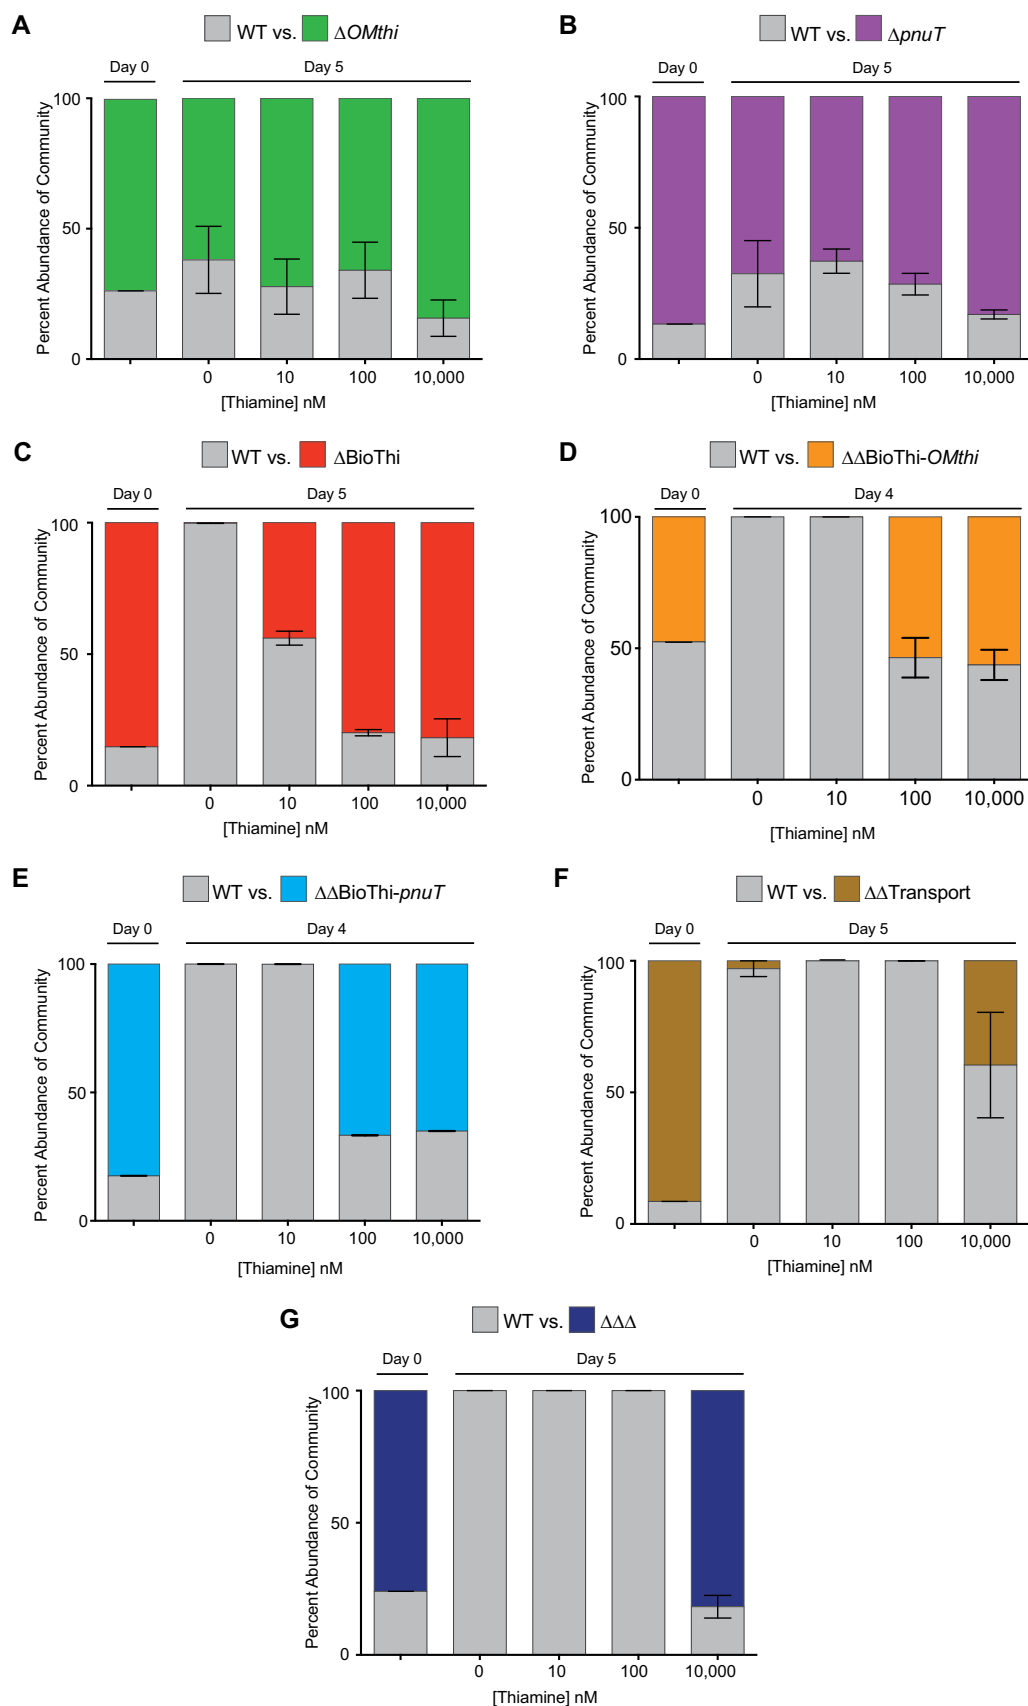 A
WT vs. ΔOMthi
Day 0 Day 5
Percent Abundance of Community
100
50
0
0 10 100 10,000
[Thiamine] nM
B
WT vs. ΔpnuT
Day 0 Day 5
Percent Abundance of Community
100
50
0
0 10 100 10,000
[Thiamine] nM
C
WT vs. ΔBioThi
Day 0 Day 5
Percent Abundance of Community
100
50
0
0 10 100 10,000
[Thiamine] nM
D
WT vs. ΔΔBioThi-OMthi
Day 0 Day 4
Percent Abundance of Community
100
50
0
0 10 100 10,000
[Thiamine] nM
E
WT vs. ΔΔBioThi-pnuT
Day 0 Day 4
Percent Abundance of Community
100
50
0
0 10 100 10,000
[Thiamine] nM
F
WT vs. ΔΔTransport
Day 0 Day 5
Percent Abundance of Community
100
50
0
0 10 100 10,000
[Thiamine] nM
G
WT vs. ΔΔΔ
Day 0 Day 5
Percent Abundance of Community
100
50
0
0 10 100 10,000
[Thiamine] nM